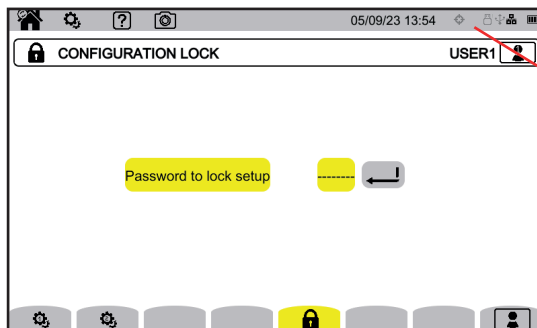 05/09/23 13:54
CONFIGURATION LOCK USER1
Password to lock setup --------